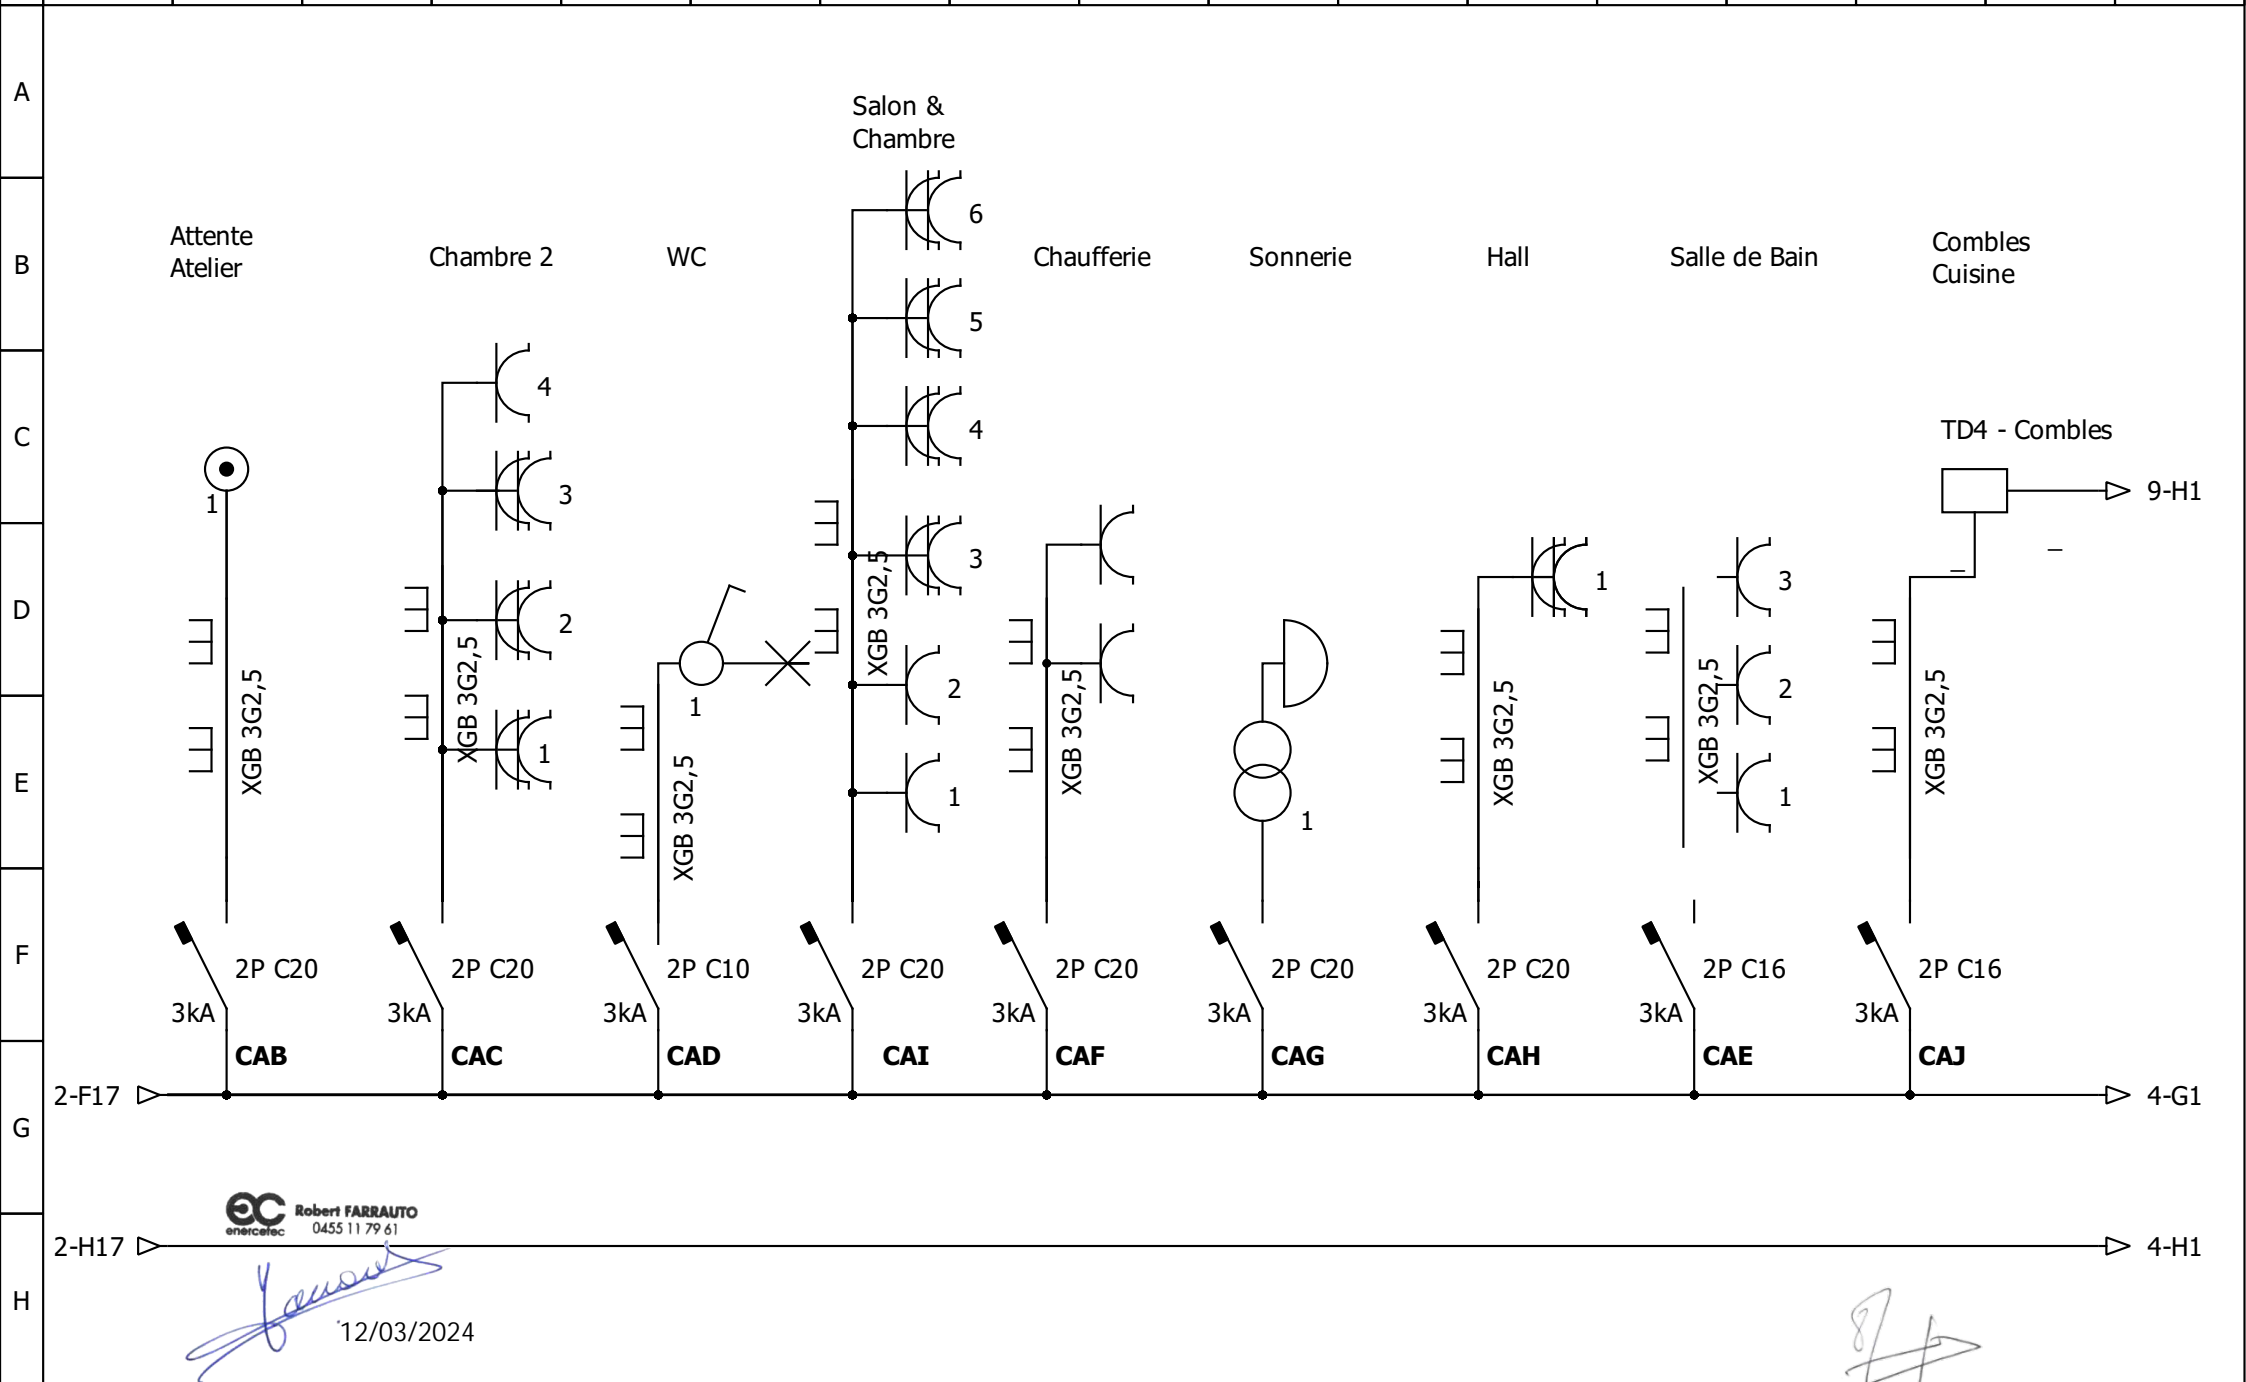 A
B
C
D
E
F
G
H
Salon &
Chambre
Attente
Atelier
Chambre 2
WC
Chaufferie
Sonnerie
Hall
Salle de Bain
Combles
Cuisine
6
5
4
3
2
1
4
3
2
1
1
1
1
1
3
2
1
TD4 - Combles
9-H1
XGB 3G2,5
XGB 3G2,5
XGB 3G2,5
XGB 3G2,5
XGB 3G2,5
XGB 3G2,5
XGB 3G2,5
XGB 3G2,5
2P C20
2P C20
2P C10
2P C20
2P C20
2P C20
2P C20
2P C16
2P C16
3kA
3kA
3kA
3kA
3kA
3kA
3kA
3kA
3kA
CAB
CAC
CAD
CAI
CAF
CAG
CAH
CAE
CAJ
2-F17
4-G1
ec
enercetec
Robert FARRAUTO
0455 11 79 61
2-H17
4-H1
12/03/2024